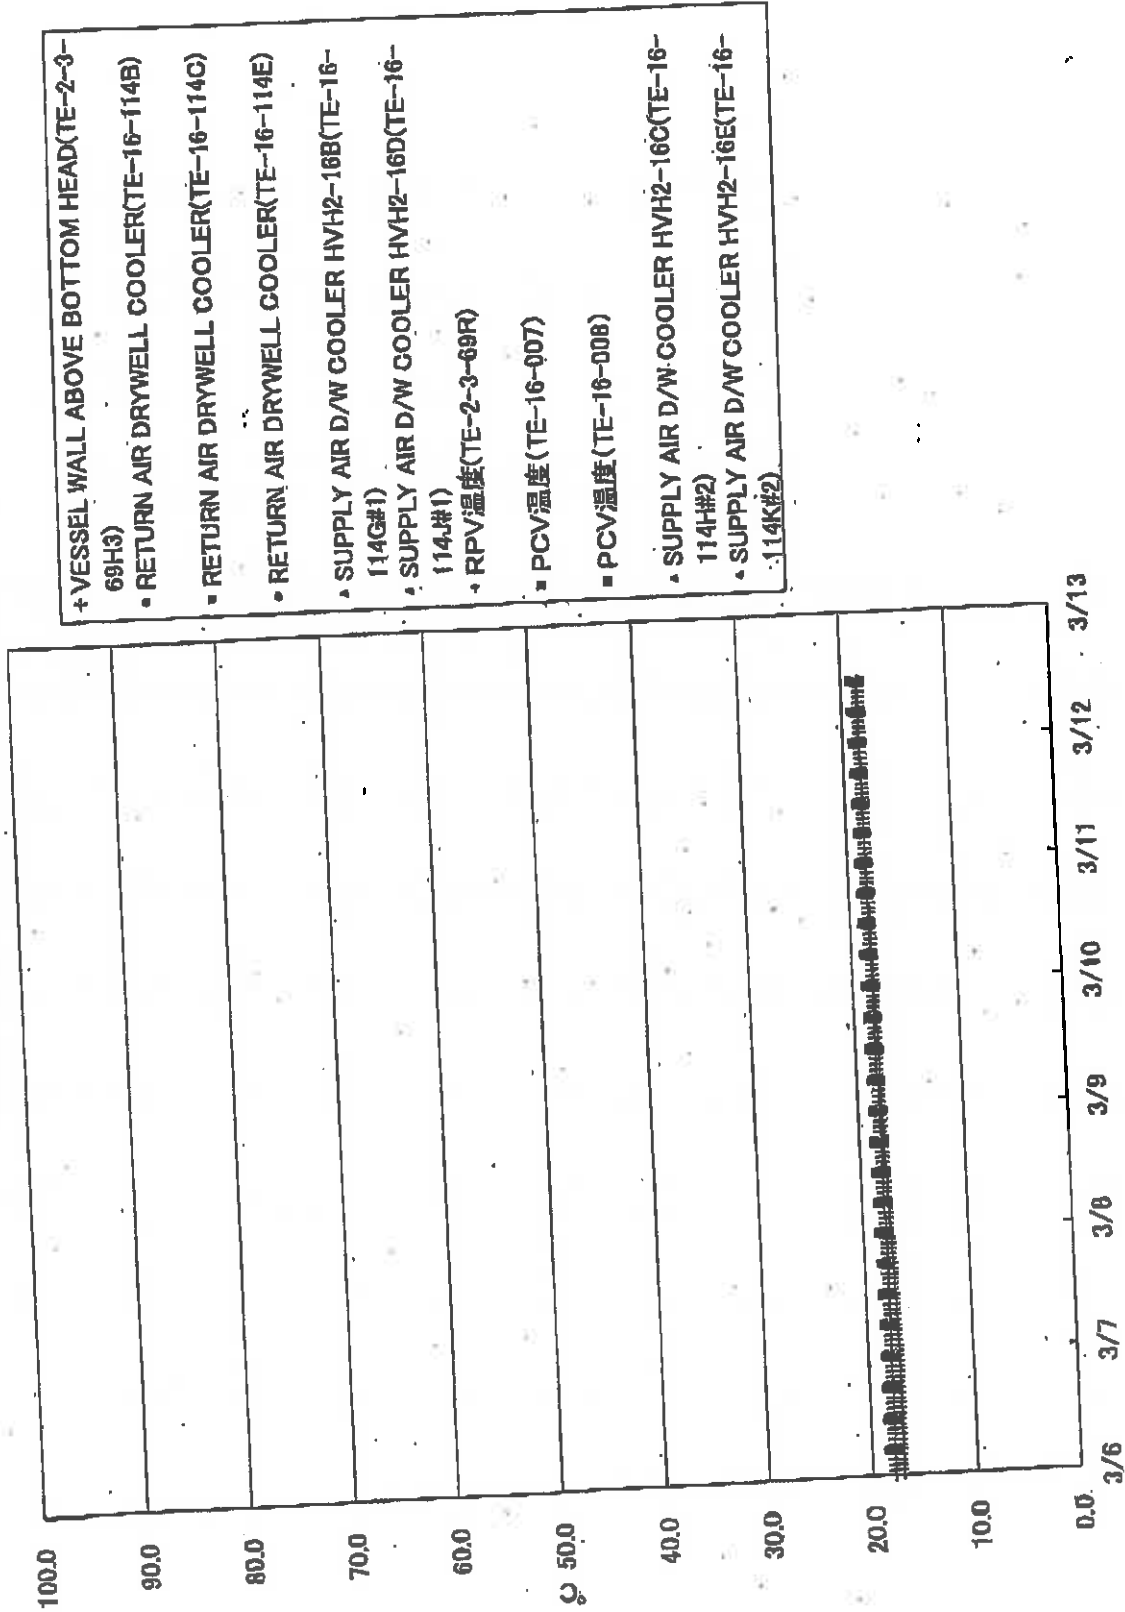 100.0
90.0
80.0
70.0
60.0
℃ 50.0
40.0
30.0
20.0
10.0
0.0
3/6
3/7
3/8
3/9
3/10
3/11
3/12
3/13
+ VESSEL WALL ABOVE BOTTOM HEAD(TE-2-3-
69H3)
• RETURN AIR DRYWELL COOLER(TE-16-114B)
▪ RETURN AIR DRYWELL COOLER(TE-16-114C)
• RETURN AIR DRYWELL COOLER(TE-16-114E)
▲ SUPPLY AIR D/W COOLER HVH2-16B(TE-16-
114G#1)
▲ SUPPLY AIR D/W COOLER HVH2-16D(TE-16-
114J#1)
+ RPV温度(TE-2-3-69R)
■ PCV温度(TE-16-007)
■ PCV温度(TE-16-008)
▲ SUPPLY AIR D/W COOLER HVH2-16C(TE-16-
114H#2)
▲ SUPPLY AIR D/W COOLER HVH2-16E(TE-16-
114K#2)